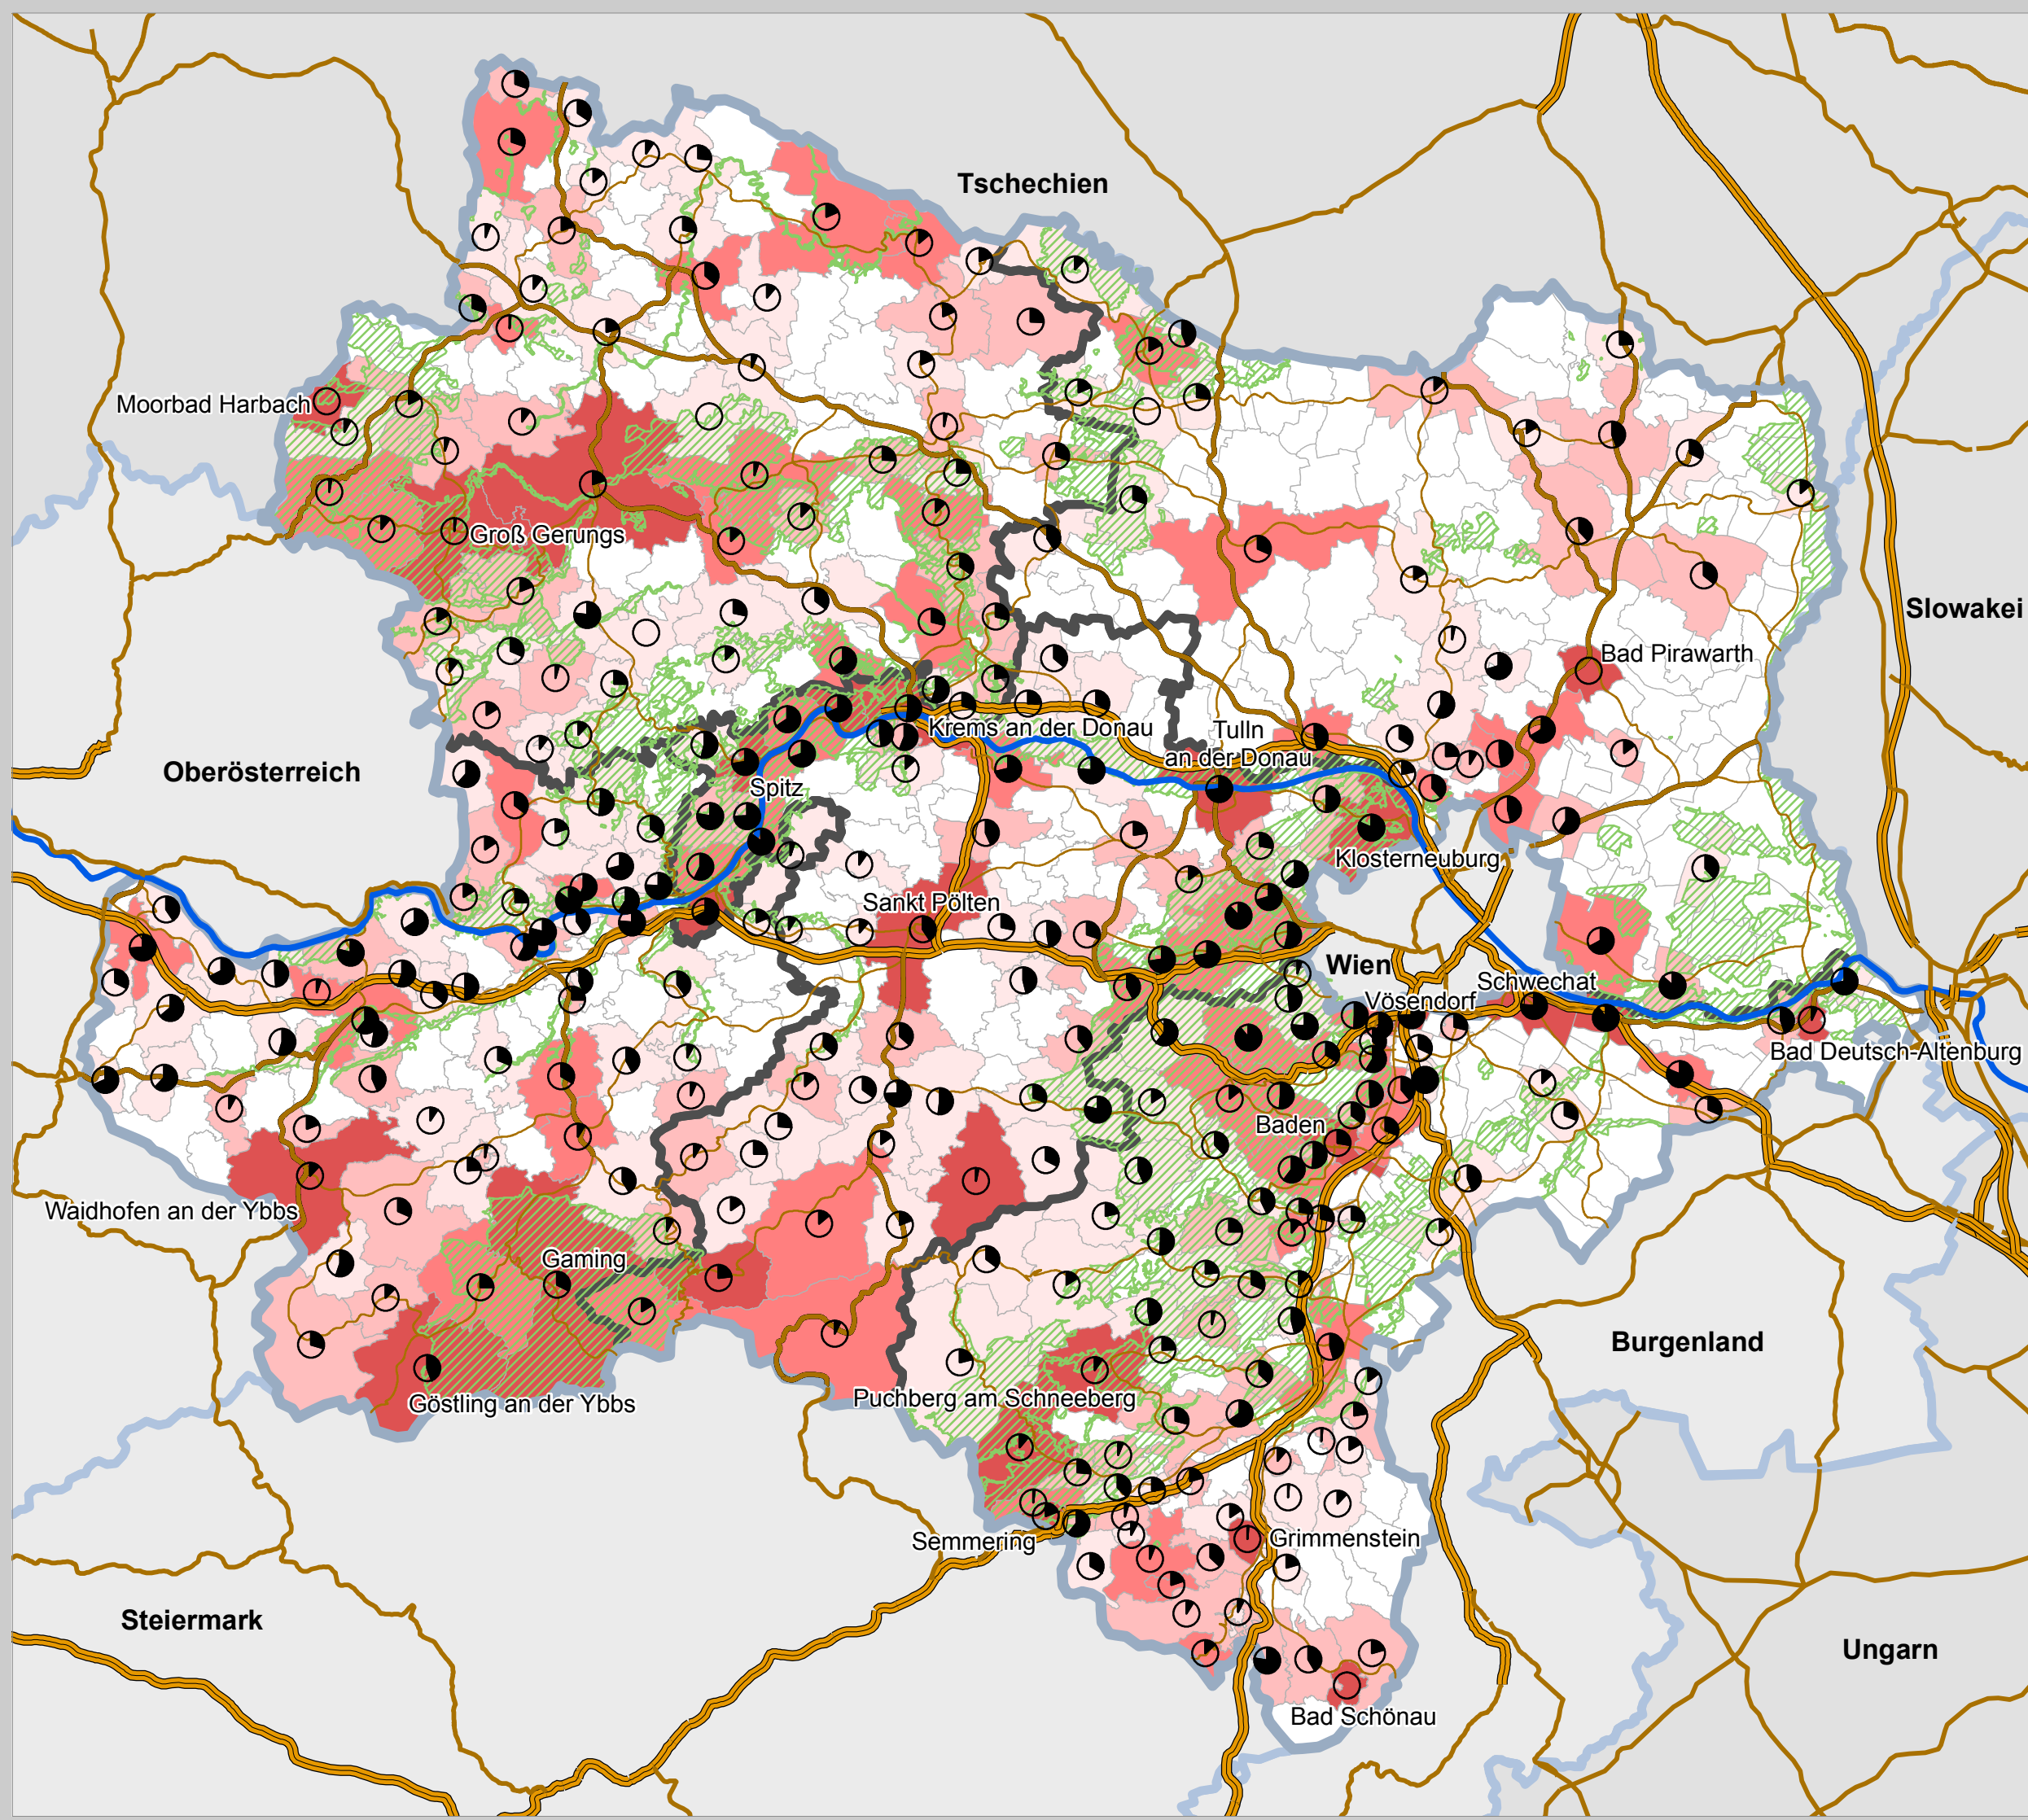 Tschechien
Moorbad Harbach
Groß Gerungs
Slowakei
Bad Pirawarth
Krems an der Donau
Tulln
an der Donau
Oberösterreich
Spitz
Klosterneuburg
Sankt Pölten
Wien
Schwechat
Vösendorf
Bad Deutsch-Altenburg
Baden
Waidhofen an der Ybbs
Gaming
Burgenland
Göstling an der Ybbs
Puchberg am Schneeberg
Semmering
Grimmenstein
Steiermark
Ungarn
Bad Schönau